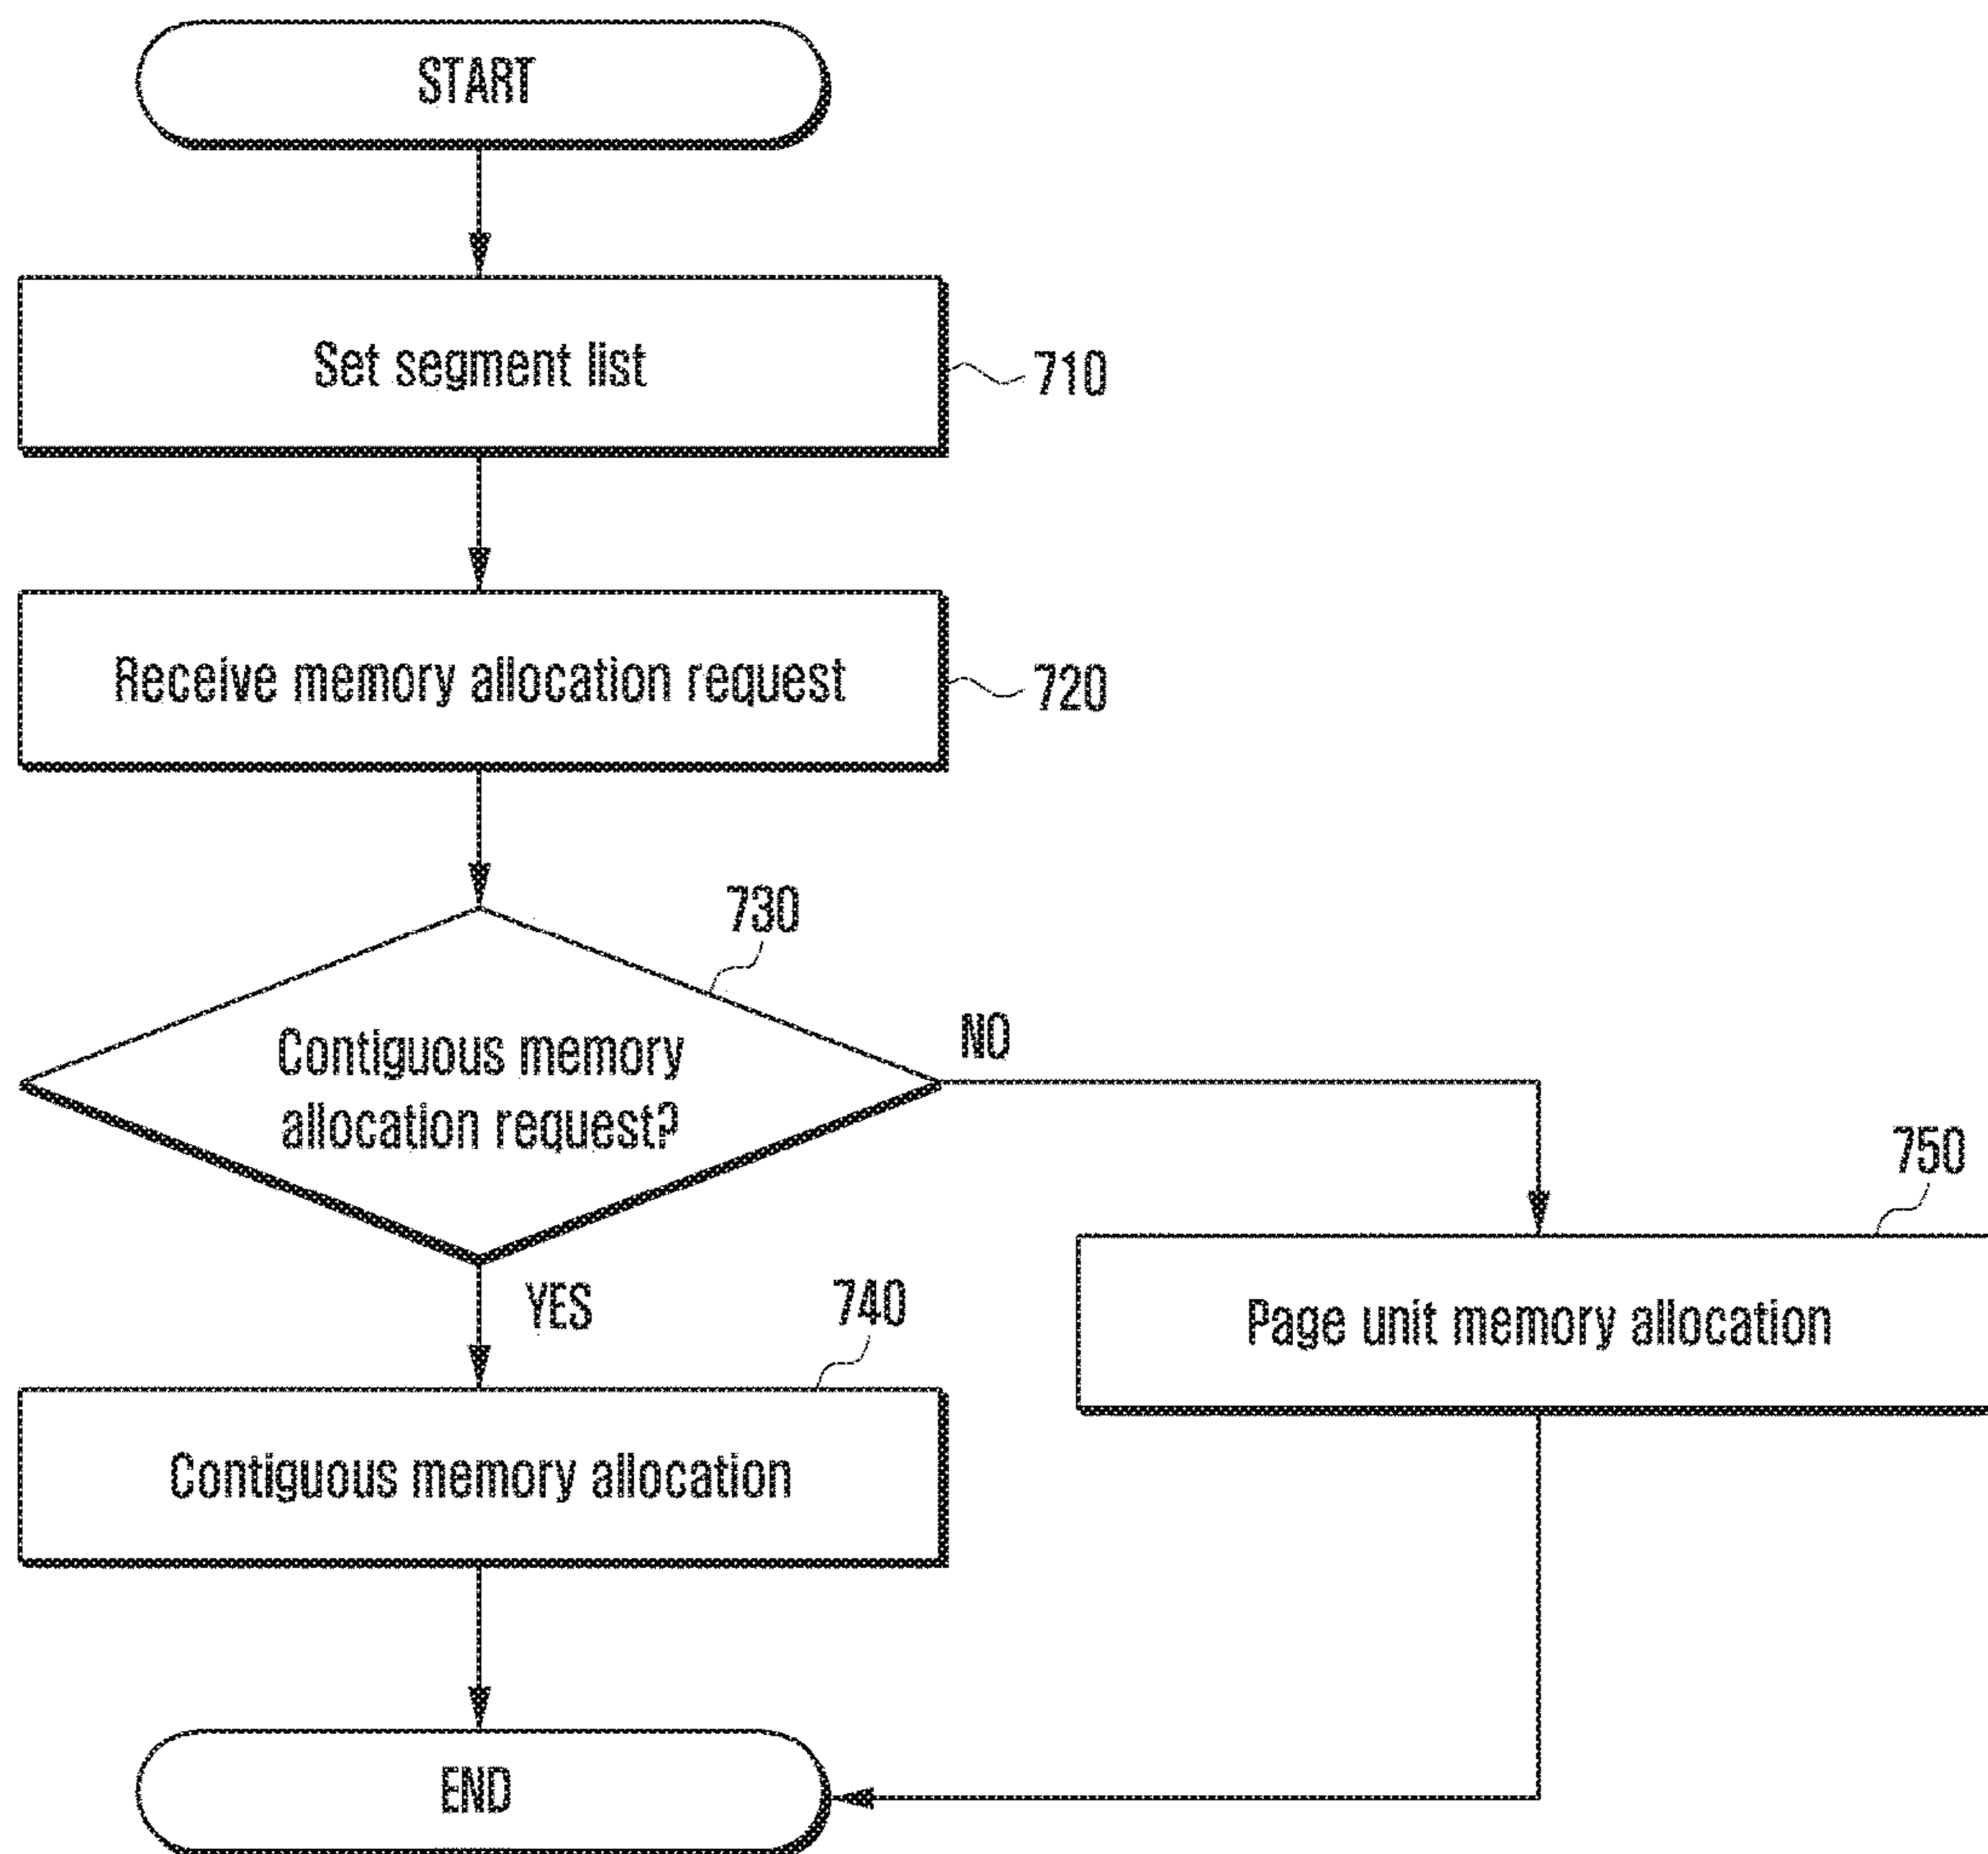 START
Set segment list
710
Receive memory allocation request
720
730
Contiguous memory
allocation request?
NO
YES
740
Contiguous memory allocation
750
Page unit memory allocation
END